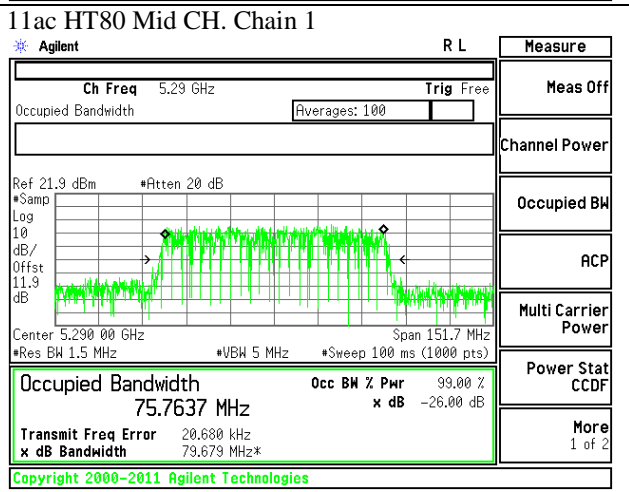 11ac HT80 Mid CH. Chain 1
Agilent R L Measure
Ch Freq 5.29 GHz Trig Free
Meas Off
Occupied Bandwidth Averages: 100
Channel Power
Ref 21.9 dBm #Atten 20 dB
#Samp
Log
10
dB/
Offst
11.9
dB
Occupied BW
ACP
Multi Carrier
Power
Center 5.290 00 GHz Span 151.7 MHz
#Res BW 1.5 MHz #VBW 5 MHz #Sweep 100 ms (1000 pts)
Power Stat
CCDF
Occupied Bandwidth Occ BW % Pwr 99.00 %
75.7637 MHz x dB -26.00 dB
Transmit Freq Error 20.680 kHz
x dB Bandwidth 79.679 MHz*
More
1 of 2
Copyright 2000-2011 Agilent Technologies